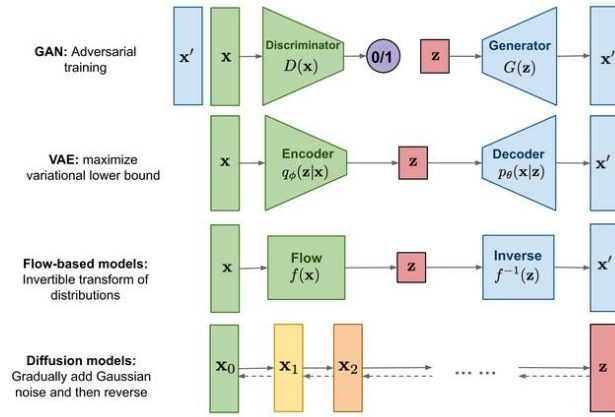 GAN: Adversarial
training
x′
x
Discriminator
D(x)
0/1
z
Generator
G(z)
x′
VAE: maximize
variational lower bound
x
Encoder
qϕ(z|x)
z
Decoder
pθ(x|z)
x′
Flow-based models:
Invertible transform of
distributions
x
Flow
f(x)
z
Inverse
f⁻¹(z)
x′
Diffusion models:
Gradually add Gaussian
noise and then reverse
x₀
x₁
x₂
... ...
z